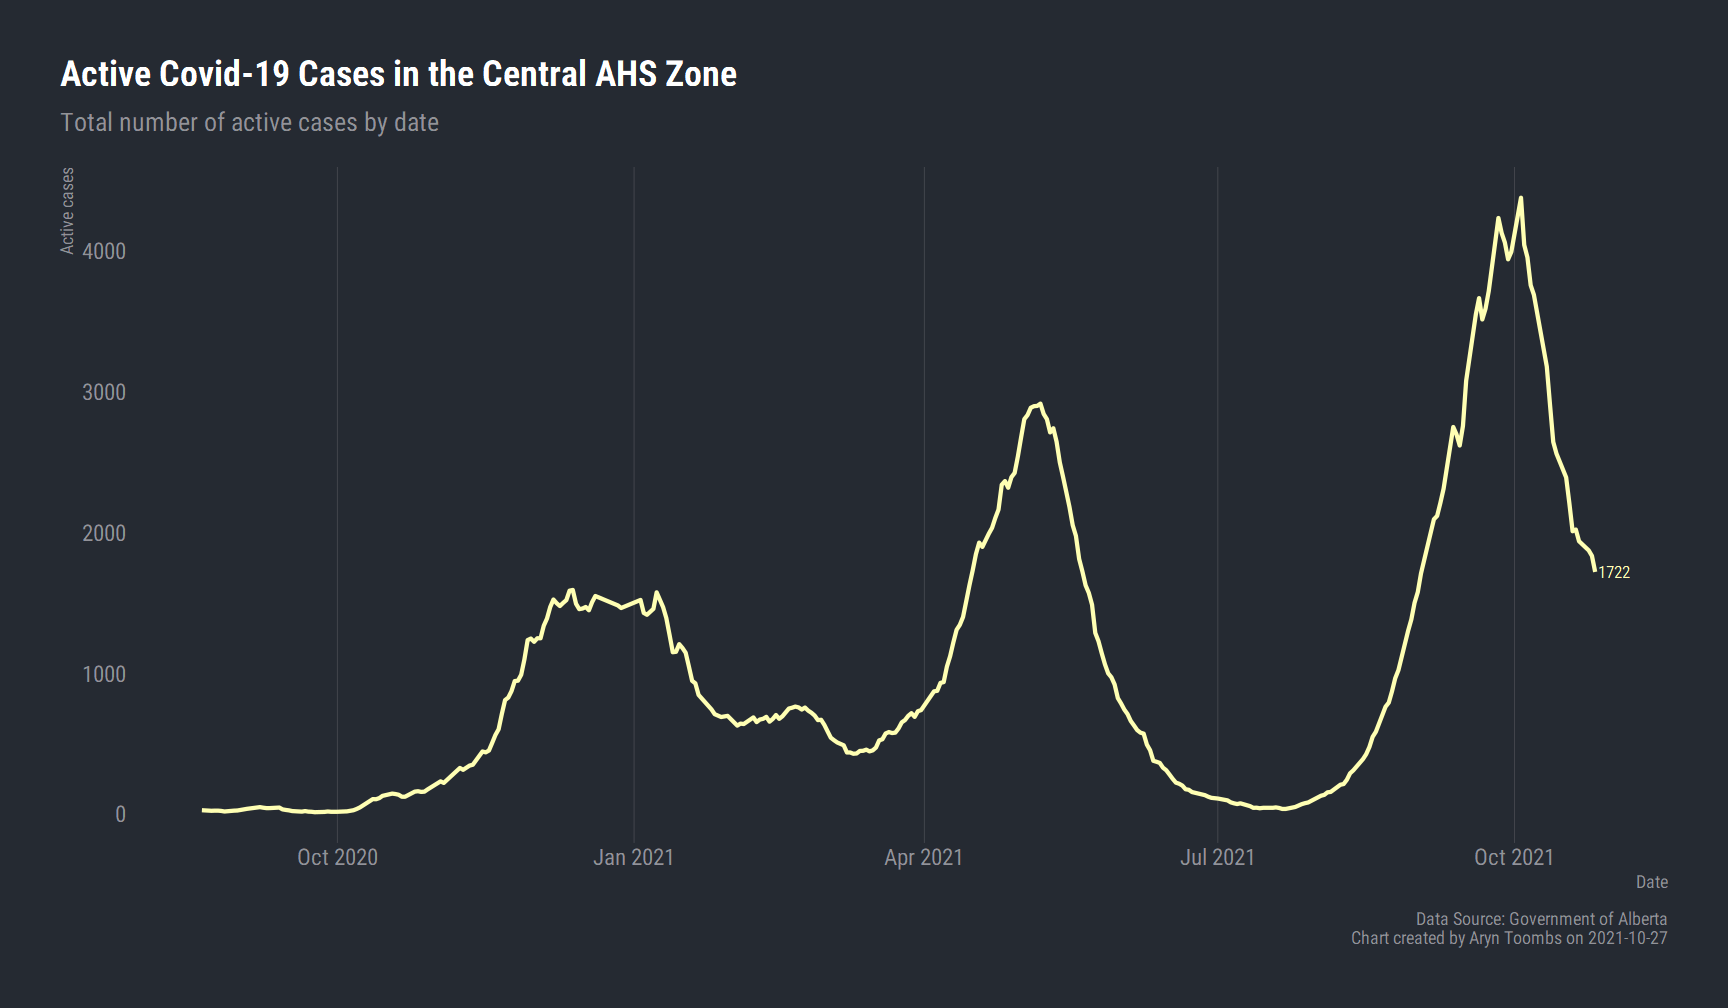 Active Covid-19 Cases in the Central AHS Zone
Total number of active cases by date
Active cases
4000
3000
2000
1000
0
1722
Oct 2020
Jan 2021
Apr 2021
Jul 2021
Oct 2021
Date
Data Source: Government of Alberta
Chart created by Aryn Toombs on 2021-10-27